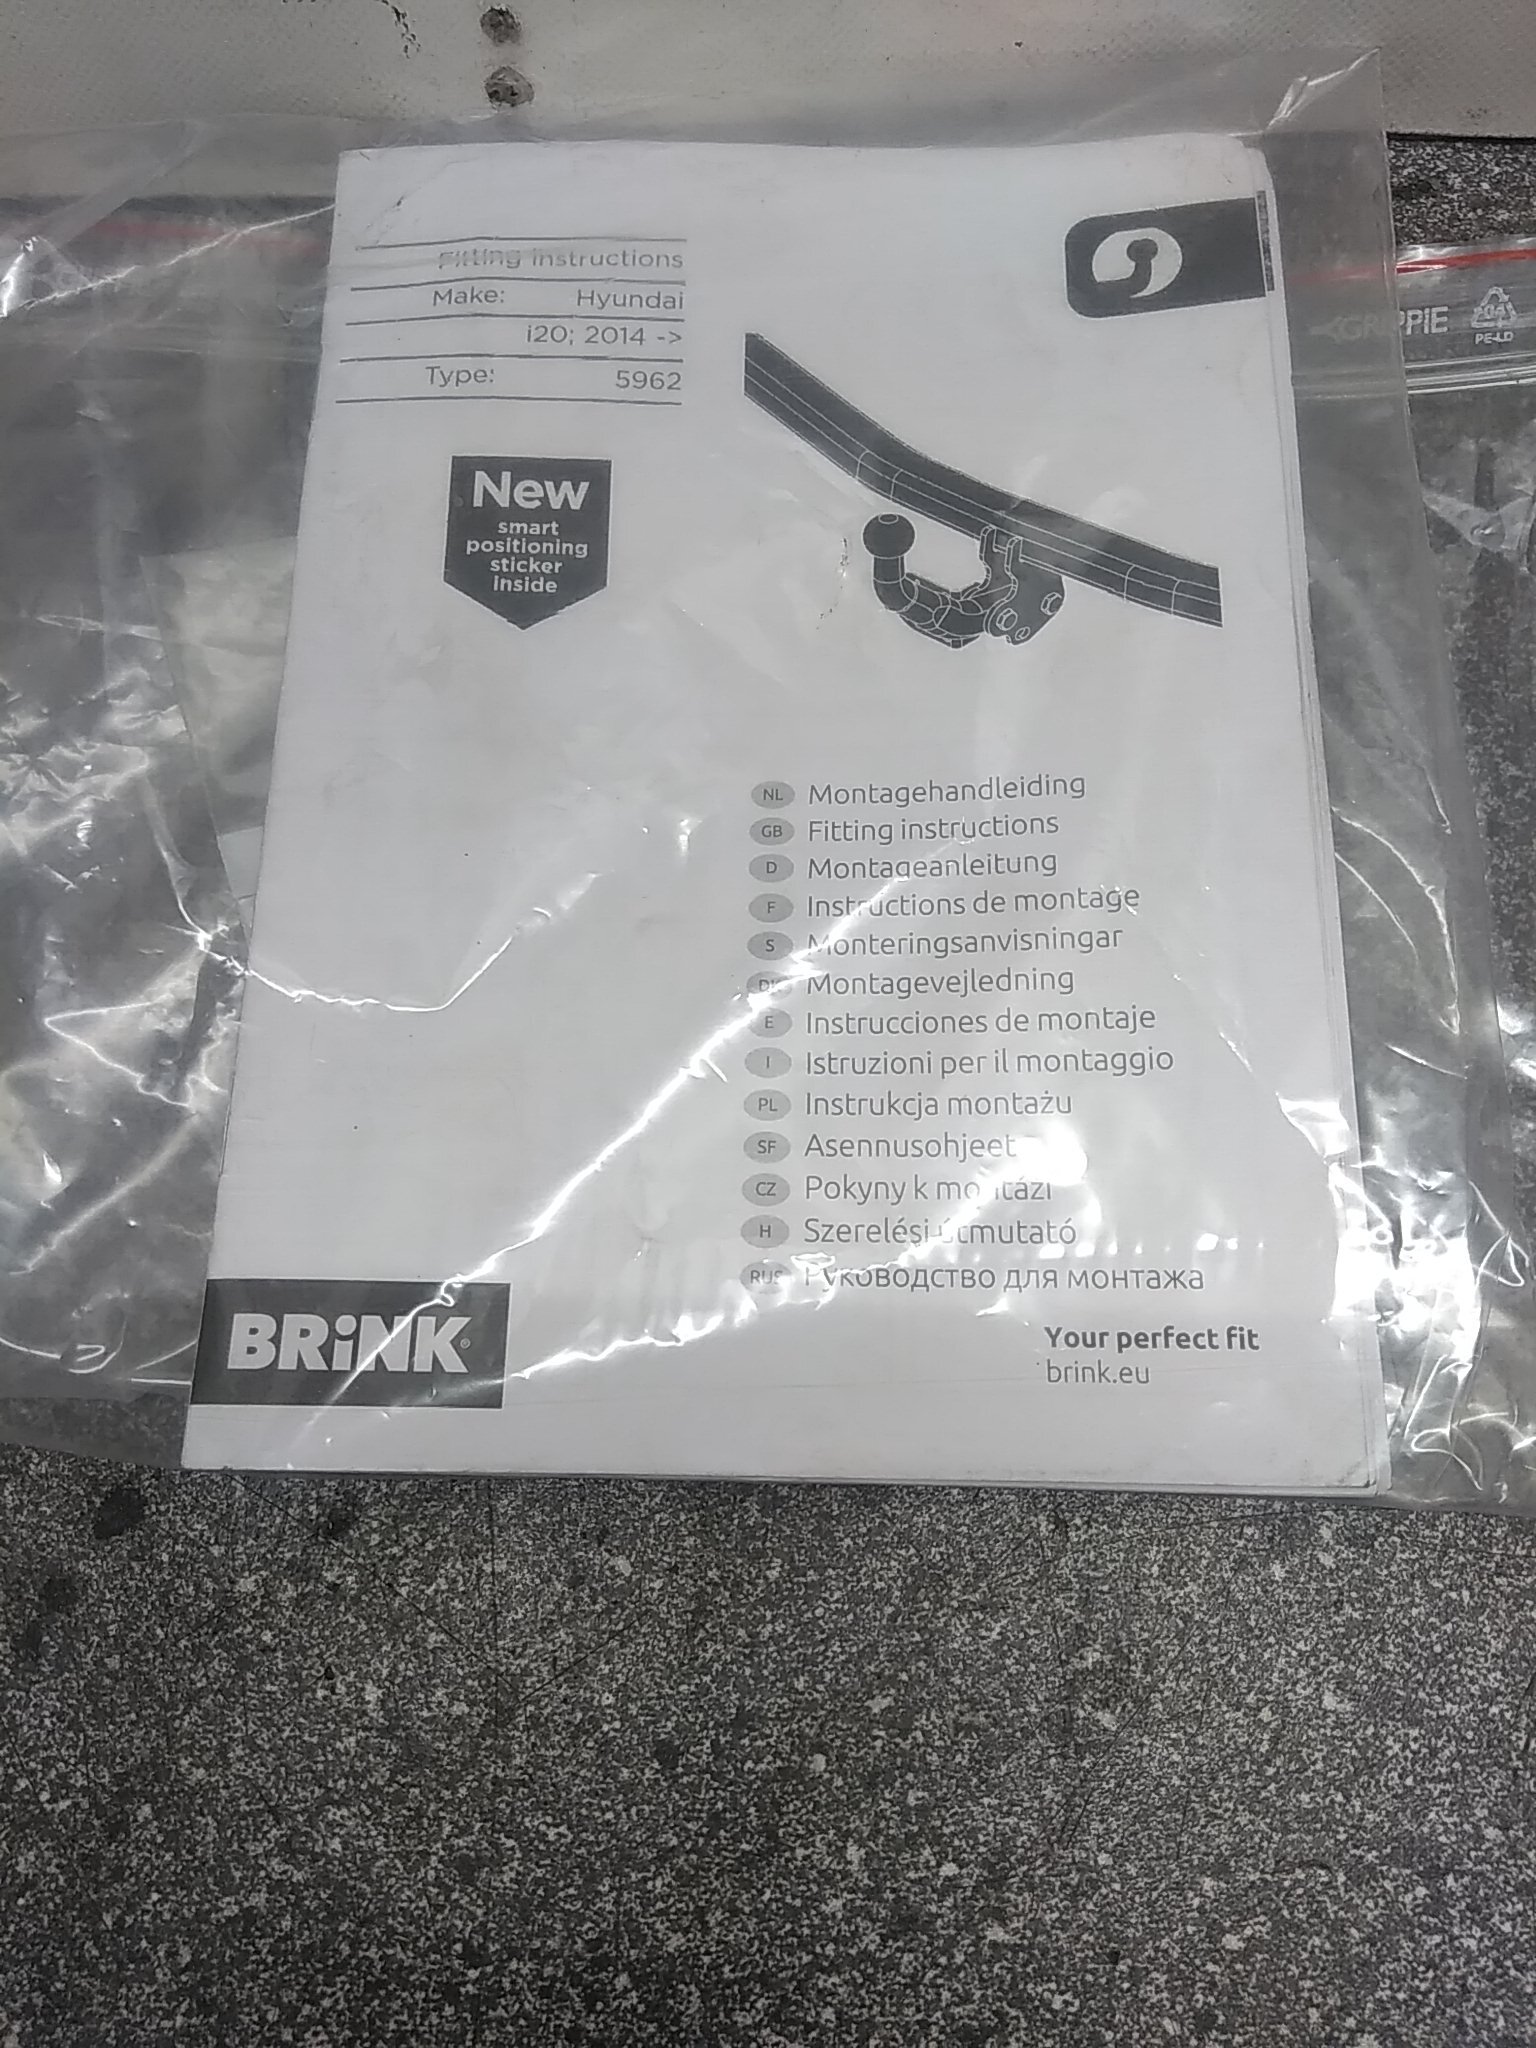 Fitting instructions
Make: Hyundai
i20; 2014 ->
Type: 5962
New
smart
positioning
sticker
inside
PE-LD
NL Montagehandleiding
GB Fitting instructions
D Montageanleitung
F Instructions de montage
S Monteringsanvisningar
DK Montagevejledning
E Instrucciones de montaje
I Istruzioni per il montaggio
PL Instrukcja montażu
SF Asennusohjeet
CZ Pokyny k montázi
H Szerelési útmutató
RUS Руководство для монтажа
BRiNK®
Your perfect fit
brink.eu